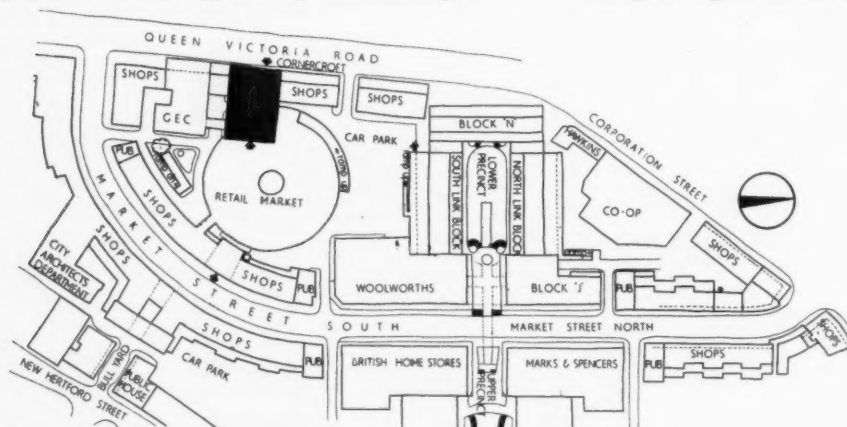 QUEEN VICTORIA ROAD
CORNERCROFT
SHOPS
GEC
SHOPS
SHOPS
CAR PARK
BLOCK 'N'
CORPORATION STREET
HAWKINS
CO-OP
SHOPS
PUB
ramp up
RETAIL MARKET
SOUTH LINK BLOCK
LOWER PRECINCT
NORTH LINK BLOCK
MARKET STREET SOUTH
SHOPS
SHOPS
PUB
WOOLWORTHS
BLOCK 'S'
PUB
CITY ARCHITECTS DEPARTMENT
SHOPS
SHOPS
MARKET STREET NORTH
BULL YARD
PUBLIC HOUSE
CAR PARK
NEW HERTFORD STREET
PUB
BRITISH HOME STORES
UPPER PRECINCT
MARKS & SPENCERS
PUB
SHOPS
SHOPS